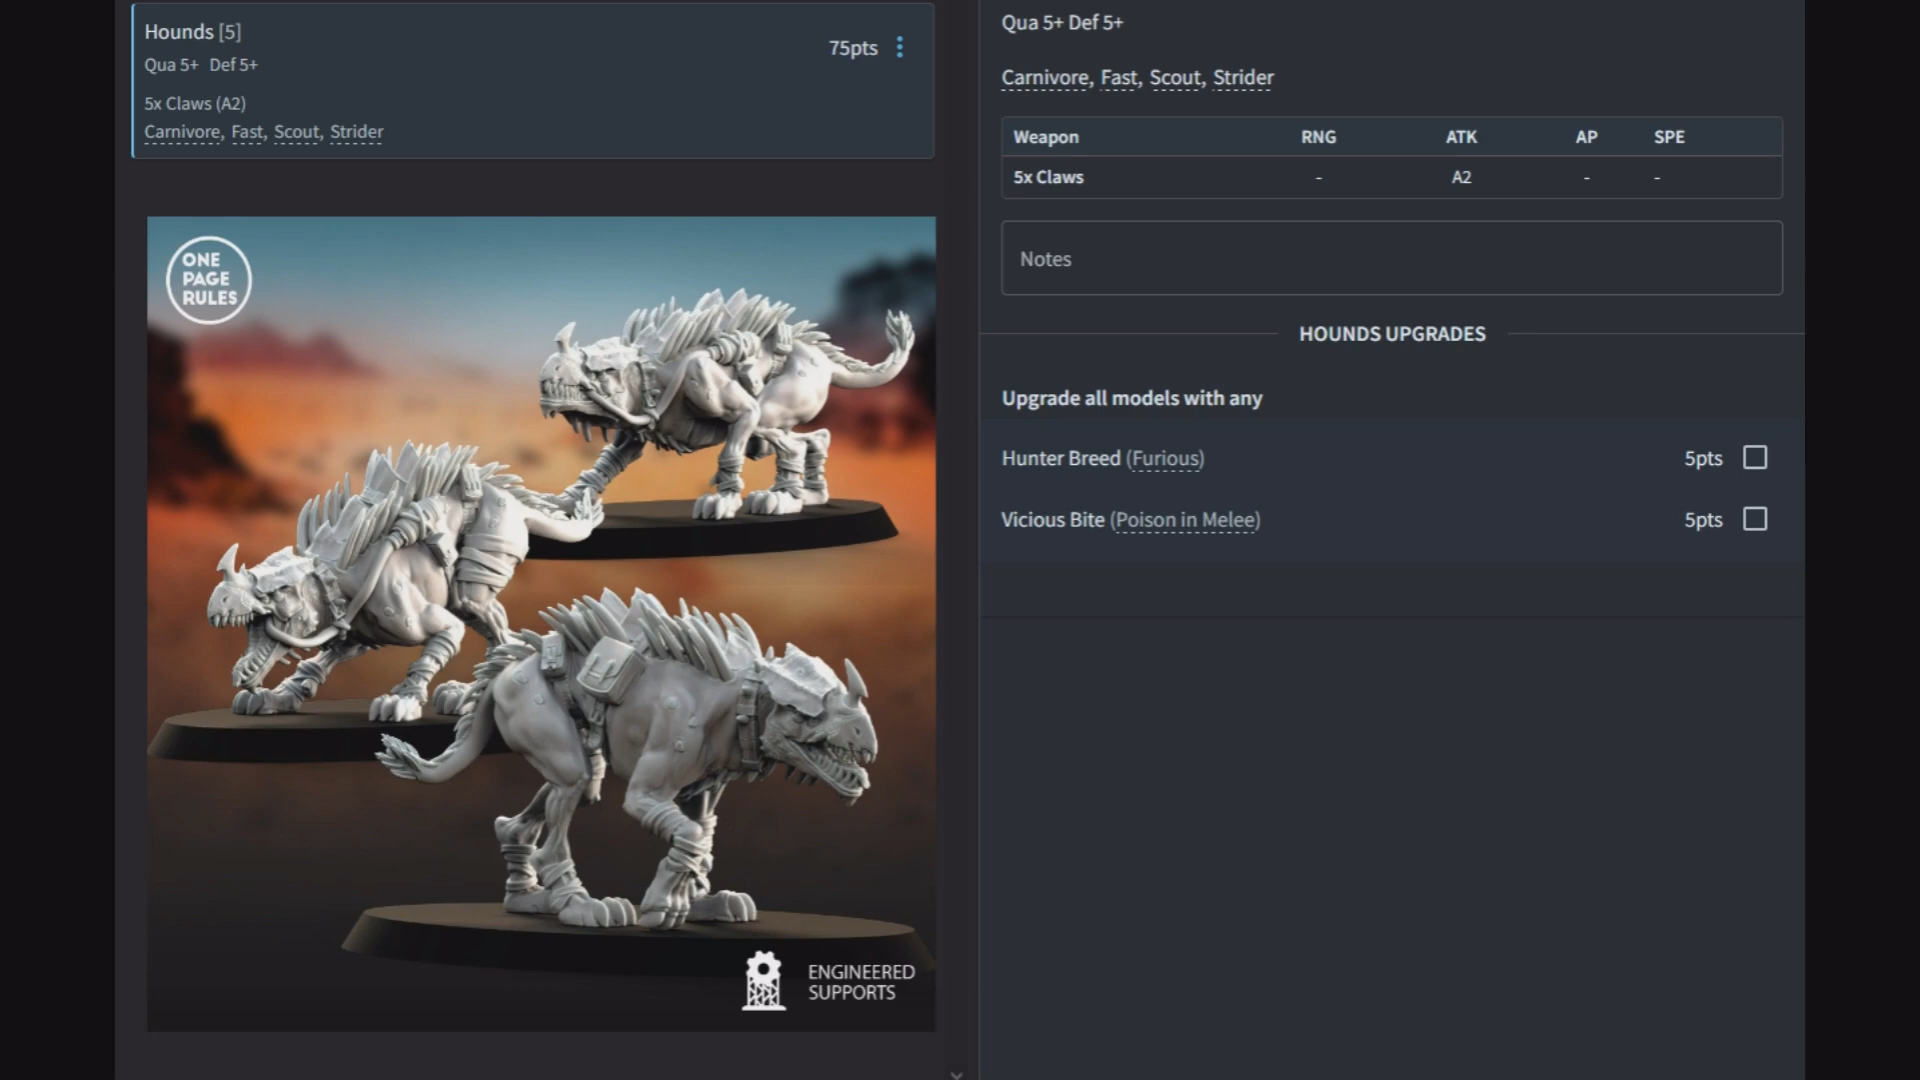 Hounds [5]
75pts
Qua 5+ Def 5+
5x Claws (A2)
Carnivore, Fast, Scout, Strider
ONE
PAGE
RULES
ENGINEERED
SUPPORTS
Qua 5+ Def 5+
Carnivore, Fast, Scout, Strider
Weapon RNG ATK AP SPE
5x Claws - A2 - -
Notes
HOUNDS UPGRADES
Upgrade all models with any
Hunter Breed (Furious) 5pts
Vicious Bite (Poison in Melee) 5pts